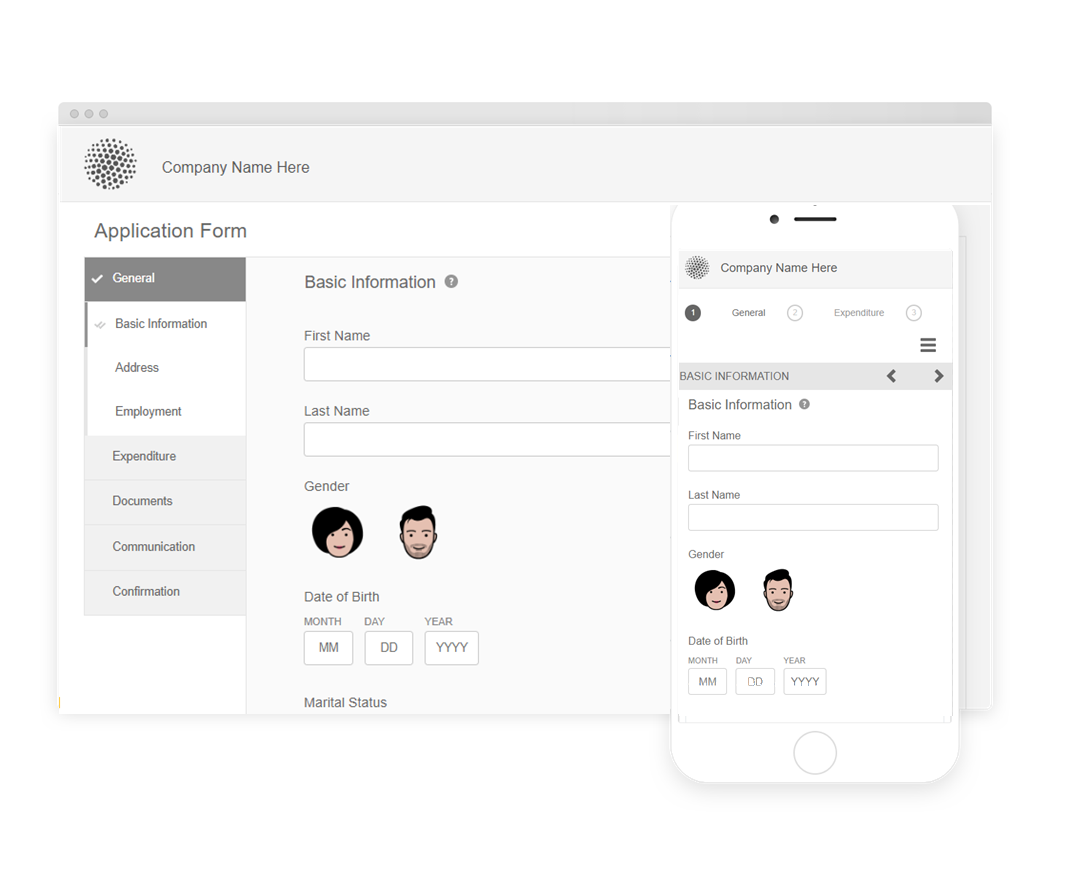 Company Name Here
Application Form
General
Basic Information
Address
Employment
Expenditure
Documents
Communication
Confirmation
Basic Information ?
First Name
Last Name
Gender
Date of Birth
MONTH DAY YEAR
MM DD YYYY
Marital Status
Company Name Here
1 General 2 Expenditure 3
BASIC INFORMATION
Basic Information ?
First Name
Last Name
Gender
Date of Birth
MONTH DAY YEAR
MM DD YYYY